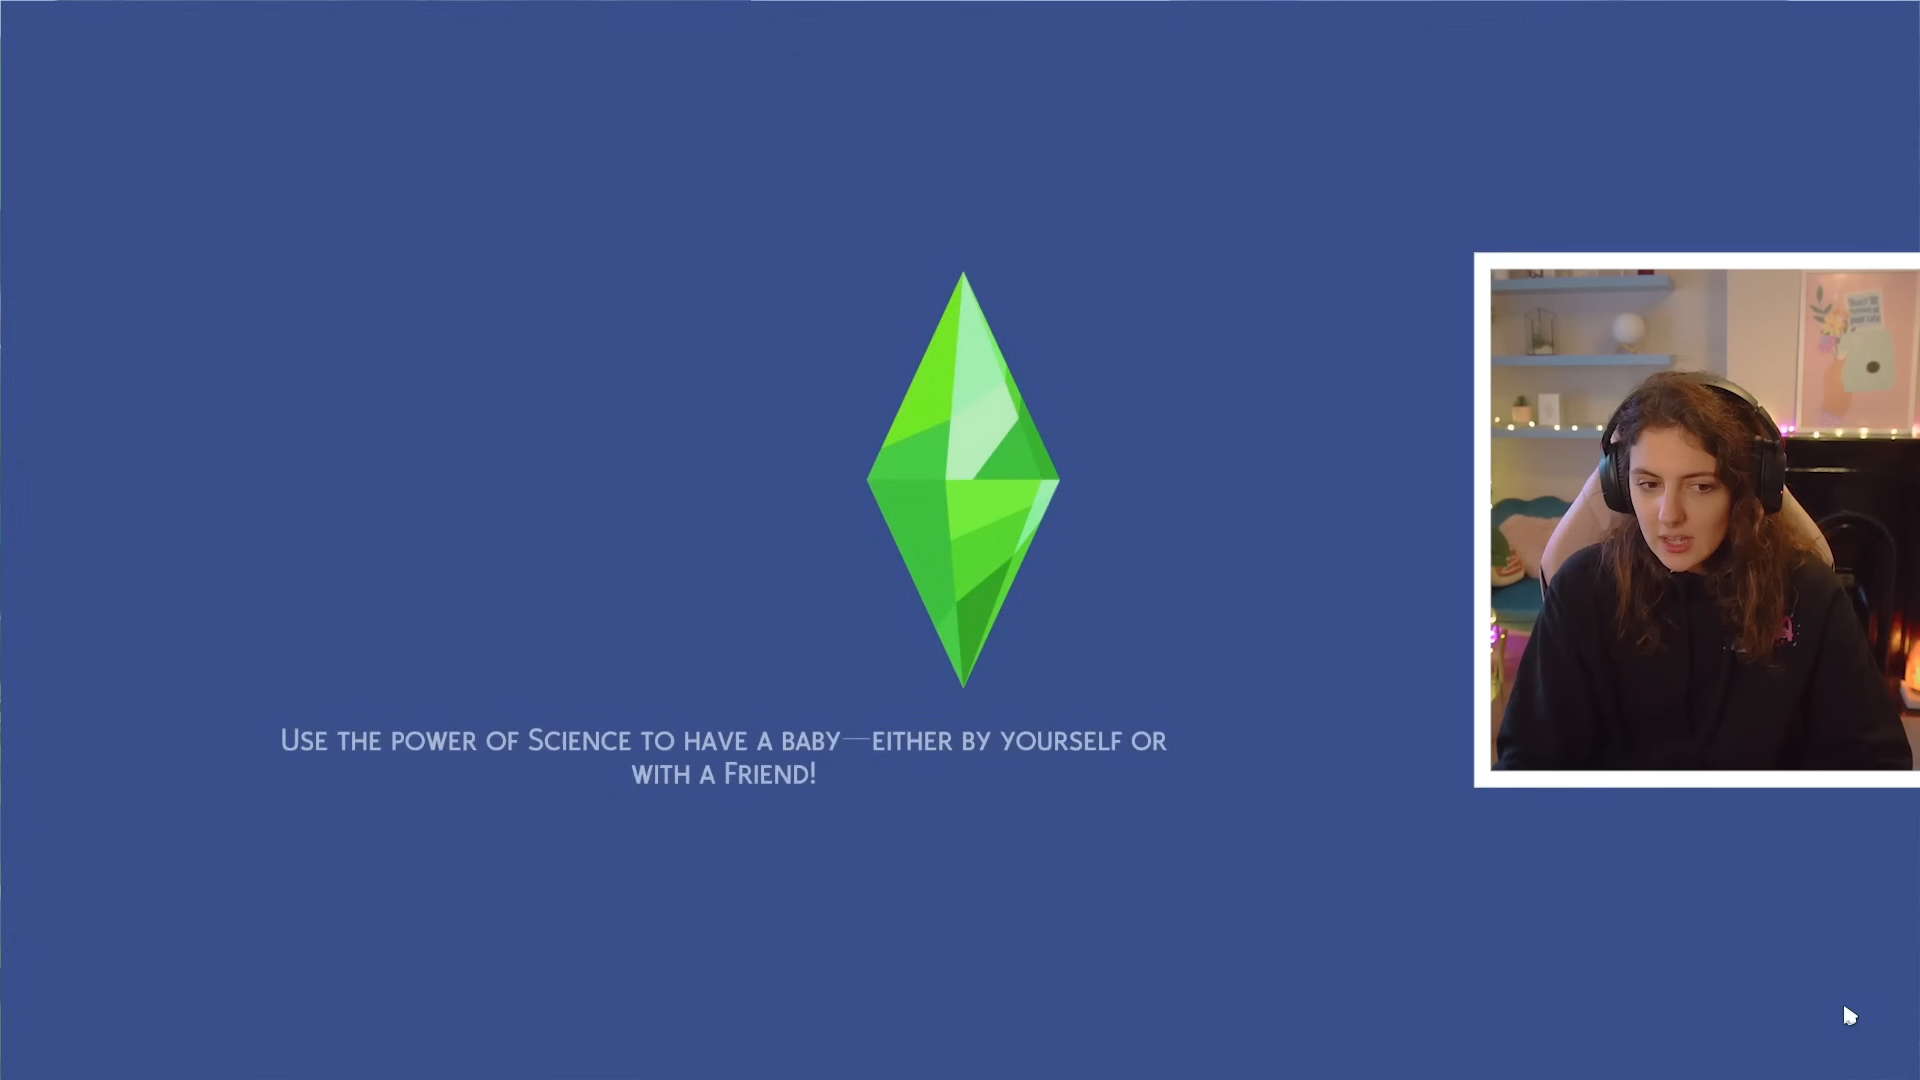 Use the power of Science to have a baby—either by yourself or
with a Friend!